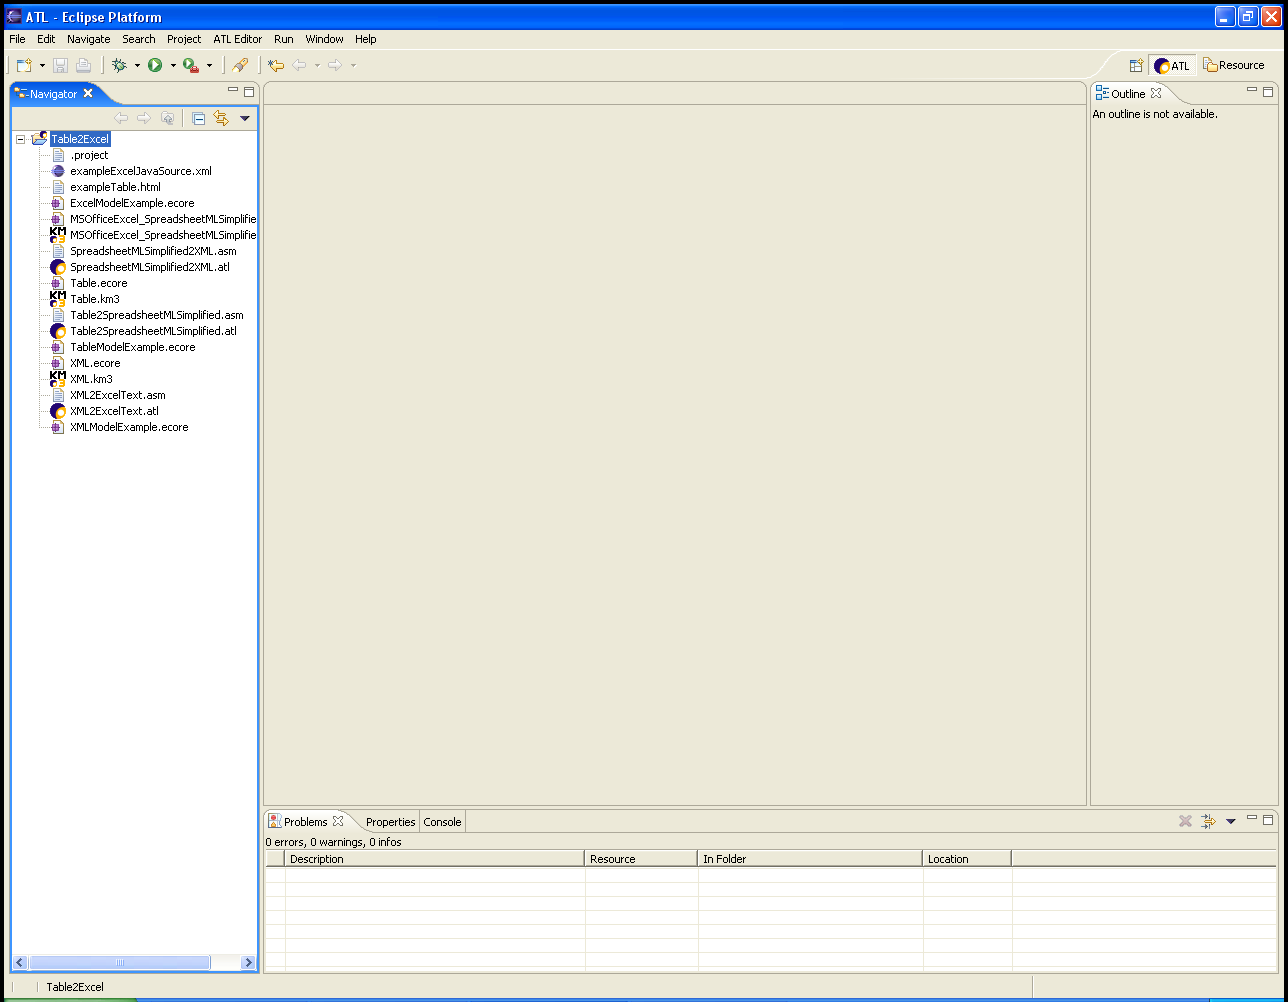 ATL - Eclipse Platform
File Edit Navigate Search Project ATL Editor Run Window Help
ATL Resource
Navigator
Outline
An outline is not available.
Table2Excel
.project
exampleExcelJavaSource.xml
exampleTable.html
ExcelModelExample.ecore
MSOfficeExcel_SpreadsheetMLSimplifie
MSOfficeExcel_SpreadsheetMLSimplifie
SpreadsheetMLSimplified2XML.asm
SpreadsheetMLSimplified2XML.atl
Table.ecore
Table.km3
Table2SpreadsheetMLSimplified.asm
Table2SpreadsheetMLSimplified.atl
TableModelExample.ecore
XML.ecore
XML.km3
XML2ExcelText.asm
XML2ExcelText.atl
XMLModelExample.ecore
Problems Properties Console
0 errors, 0 warnings, 0 infos
Description Resource In Folder Location
Table2Excel